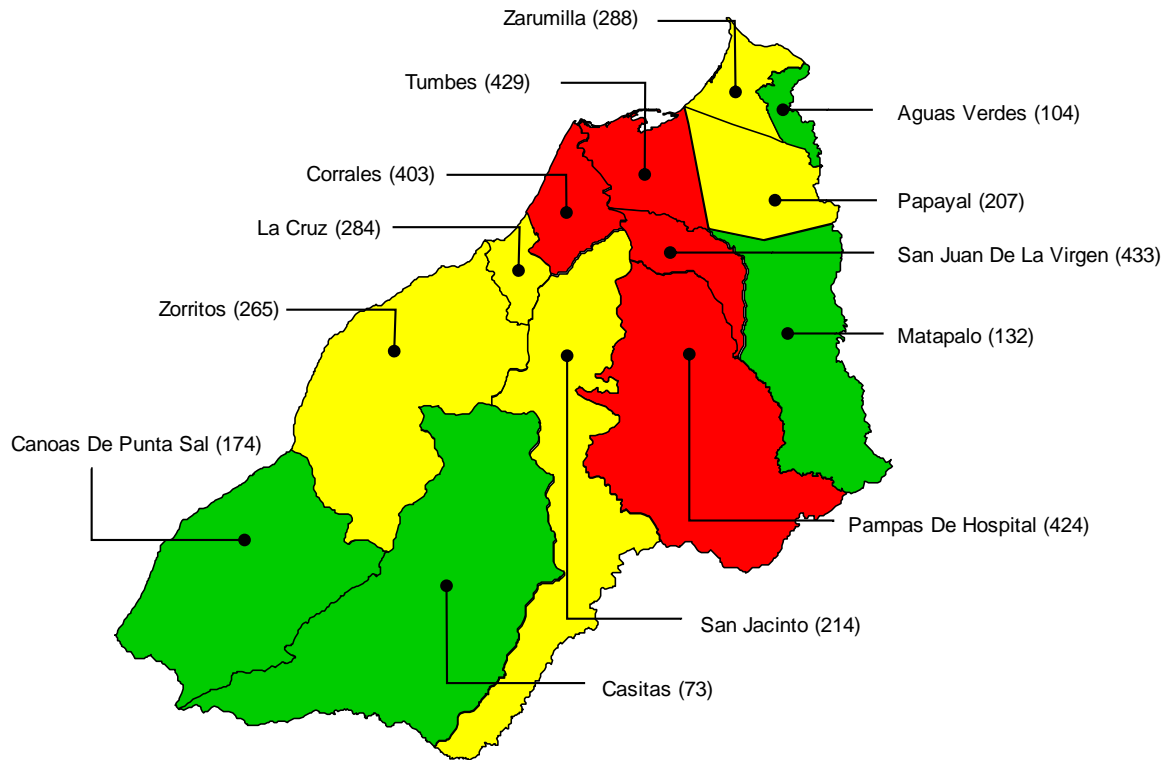 Zarumilla (288)
Tumbes (429)
Aguas Verdes (104)
Corrales (403)
Papayal (207)
La Cruz (284)
San Juan De La Virgen (433)
Zorritos (265)
Matapalo (132)
Canoas De Punta Sal (174)
Pampas De Hospital (424)
San Jacinto (214)
Casitas (73)